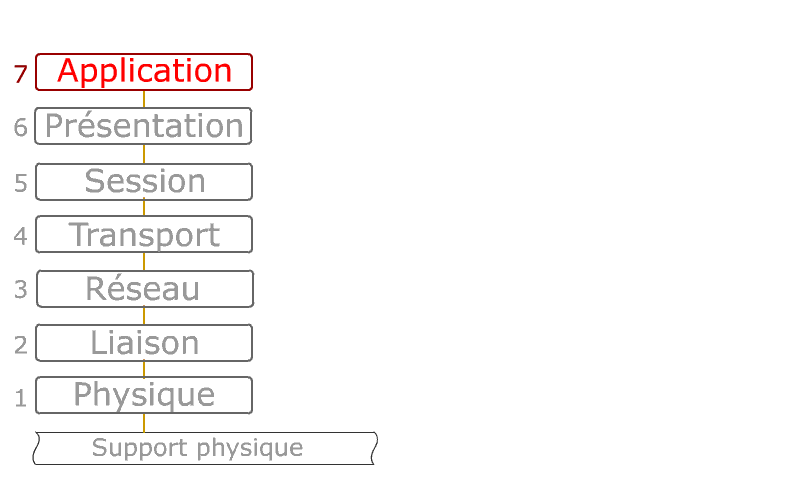 7 Application
6 Présentation
5 Session
4 Transport
3 Réseau
2 Liaison
1 Physique
Support physique